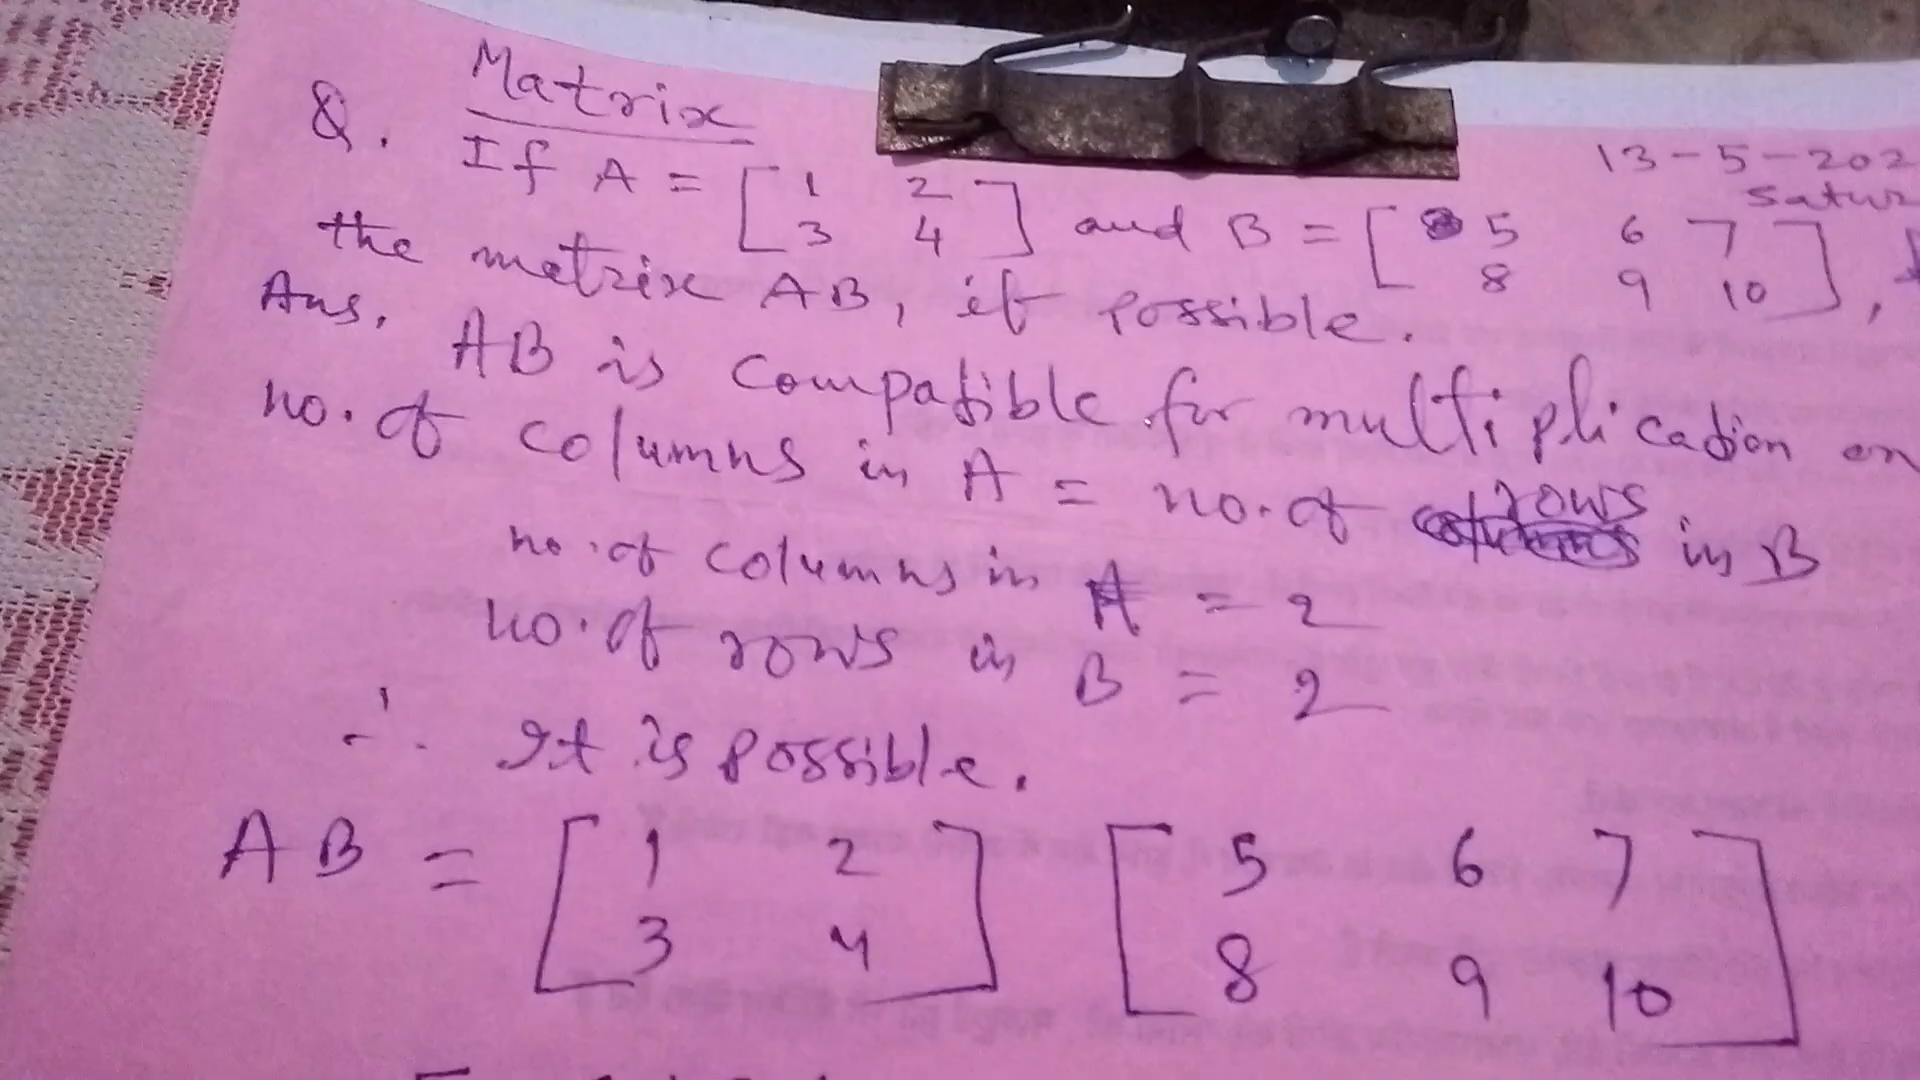 Matrix
13-5-202
Q. If A = [ 1 2
3 4 ] and B = [ 5 6 7
8 9 10 ],
the matrix AB, if possible.
Ans. AB is compatible for multiplication
no. of columns in A = no. of rows in B
no. of columns in A = 2
no. of rows in B = 2
∴ It is possible.
AB = [ 1 2
3 4 ] [ 5 6 7
8 9 10 ]